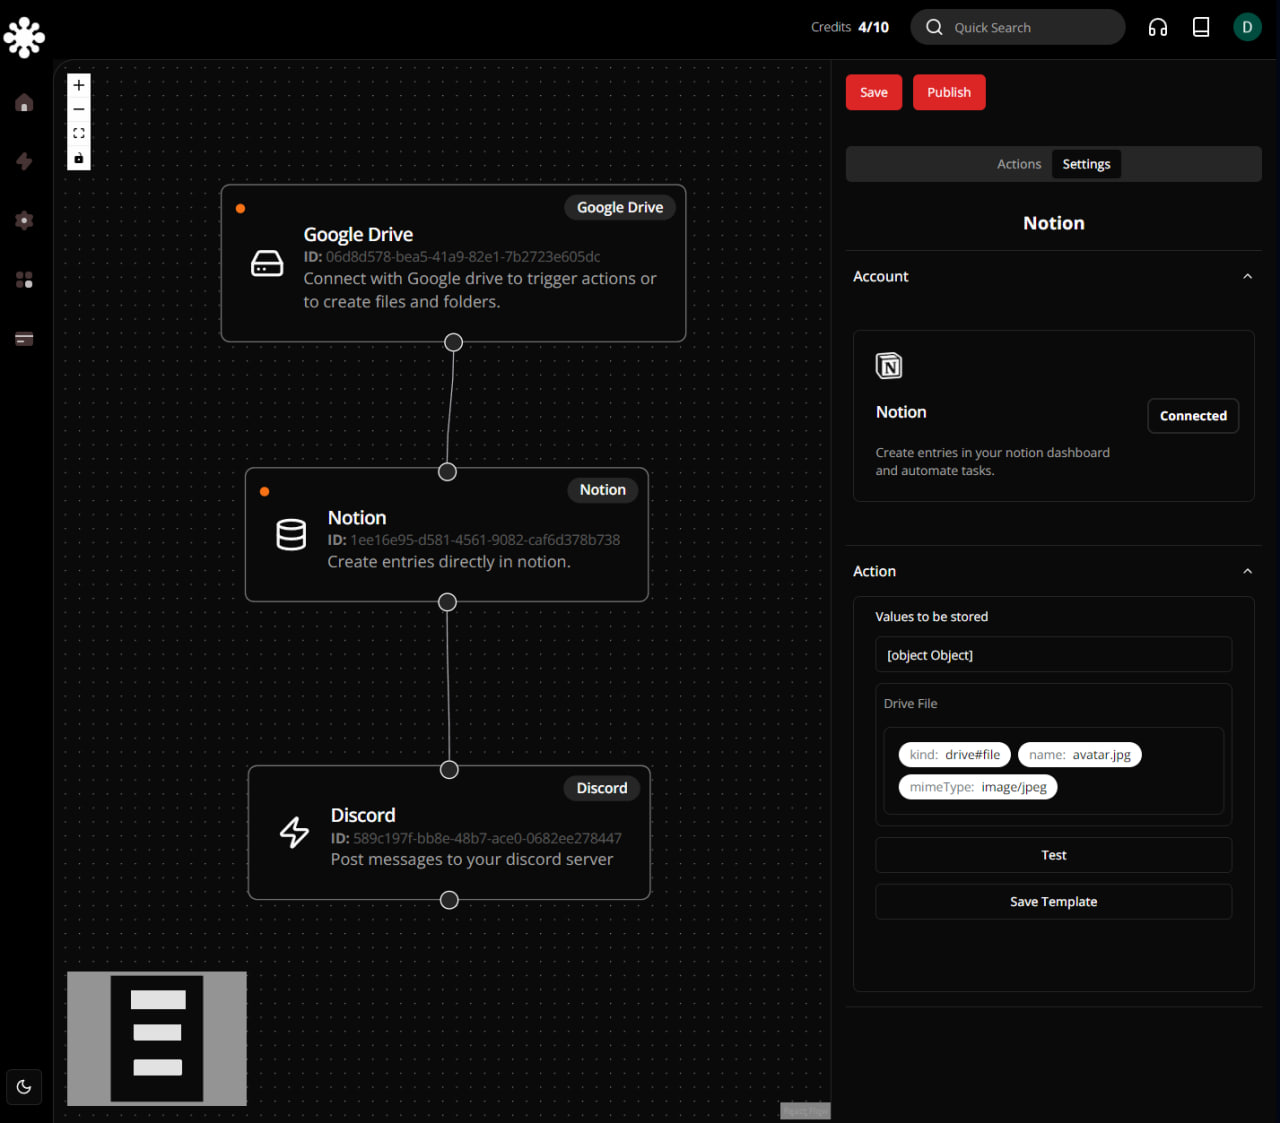 Credits 4/10
Quick Search
D
Save
Publish
Actions
Settings
Notion
Account
Notion
Connected
Create entries in your notion dashboard
and automate tasks.
Action
Values to be stored
[object Object]
Drive File
kind: drive#file
name: avatar.jpg
mimeType: image/jpeg
Test
Save Template
Google Drive
Google Drive
ID: 06d8d578-bea5-41a9-82e1-7b2723e605dc
Connect with Google drive to trigger actions or
to create files and folders.
Notion
Notion
ID: 1ee16e95-d581-4561-9082-caf6d378b738
Create entries directly in notion.
Discord
Discord
ID: 589c197f-bb8e-48b7-ace0-0682ee278447
Post messages to your discord server
React Flow